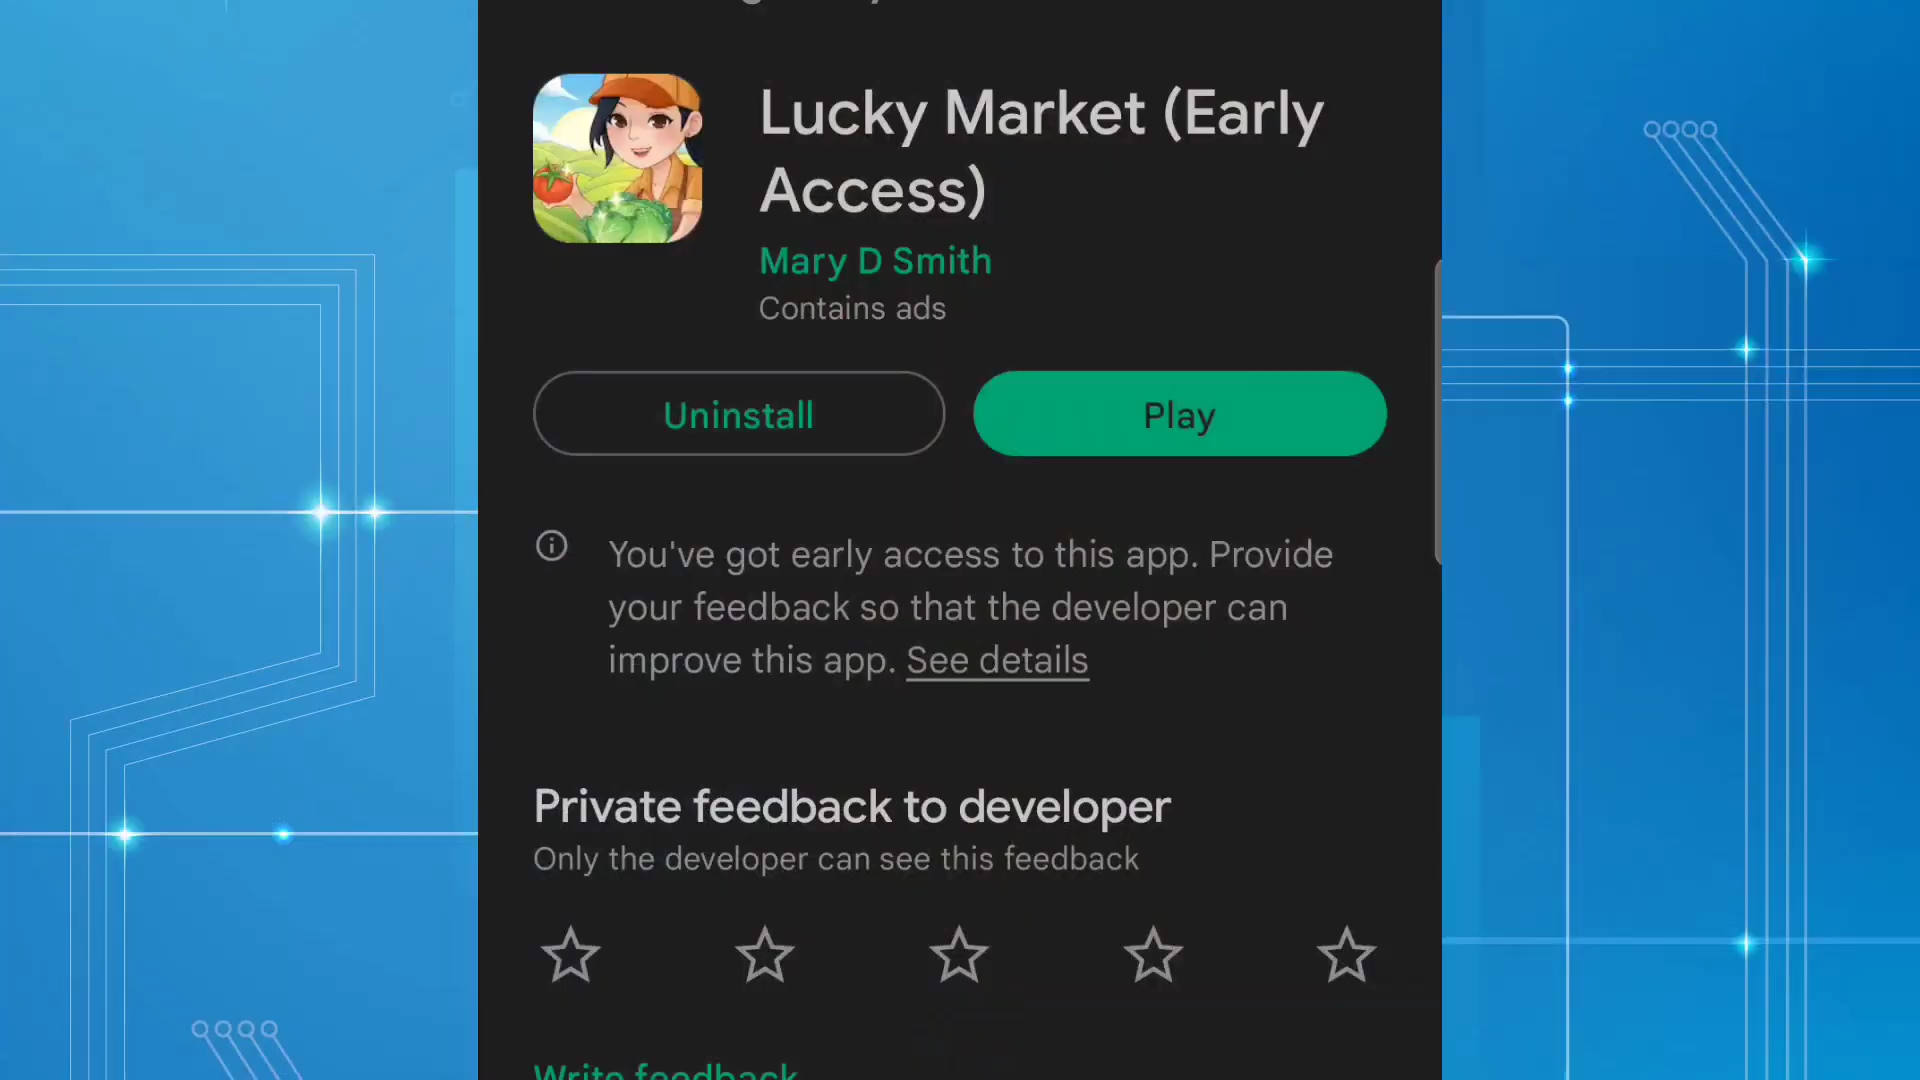 Lucky Market (Early
Access)
Mary D Smith
Contains ads
Uninstall
Play
You've got early access to this app. Provide
your feedback so that the developer can
improve this app. See details
Private feedback to developer
Only the developer can see this feedback
Write feedback